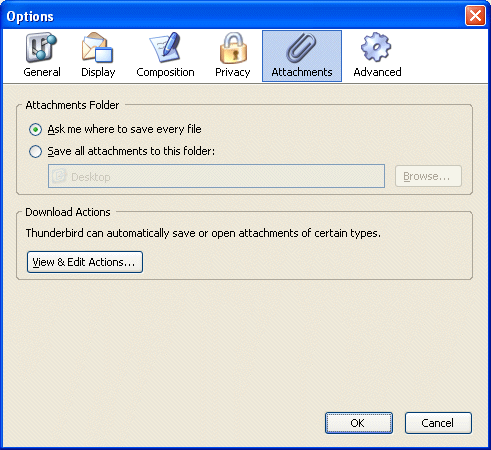 Options
General Display Composition Privacy Attachments Advanced
Attachments Folder
Ask me where to save every file
Save all attachments to this folder:
Desktop Browse...
Download Actions
Thunderbird can automatically save or open attachments of certain types.
View & Edit Actions...
OK Cancel